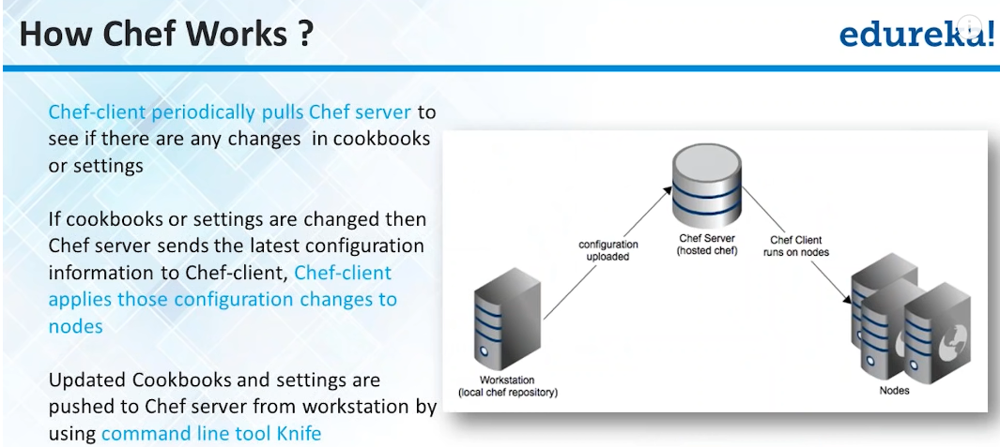 How Chef Works ?
edureka!
Chef-client periodically pulls Chef server to
see if there are any changes in cookbooks
or settings
If cookbooks or settings are changed then
Chef server sends the latest configuration
information to Chef-client, Chef-client
applies those configuration changes to
nodes
Updated Cookbooks and settings are
pushed to Chef server from workstation by
using command line tool Knife
configuration
uploaded
Chef Server
(hosted chef)
Chef Client
runs on nodes
Workstation
(local chef repository)
Nodes